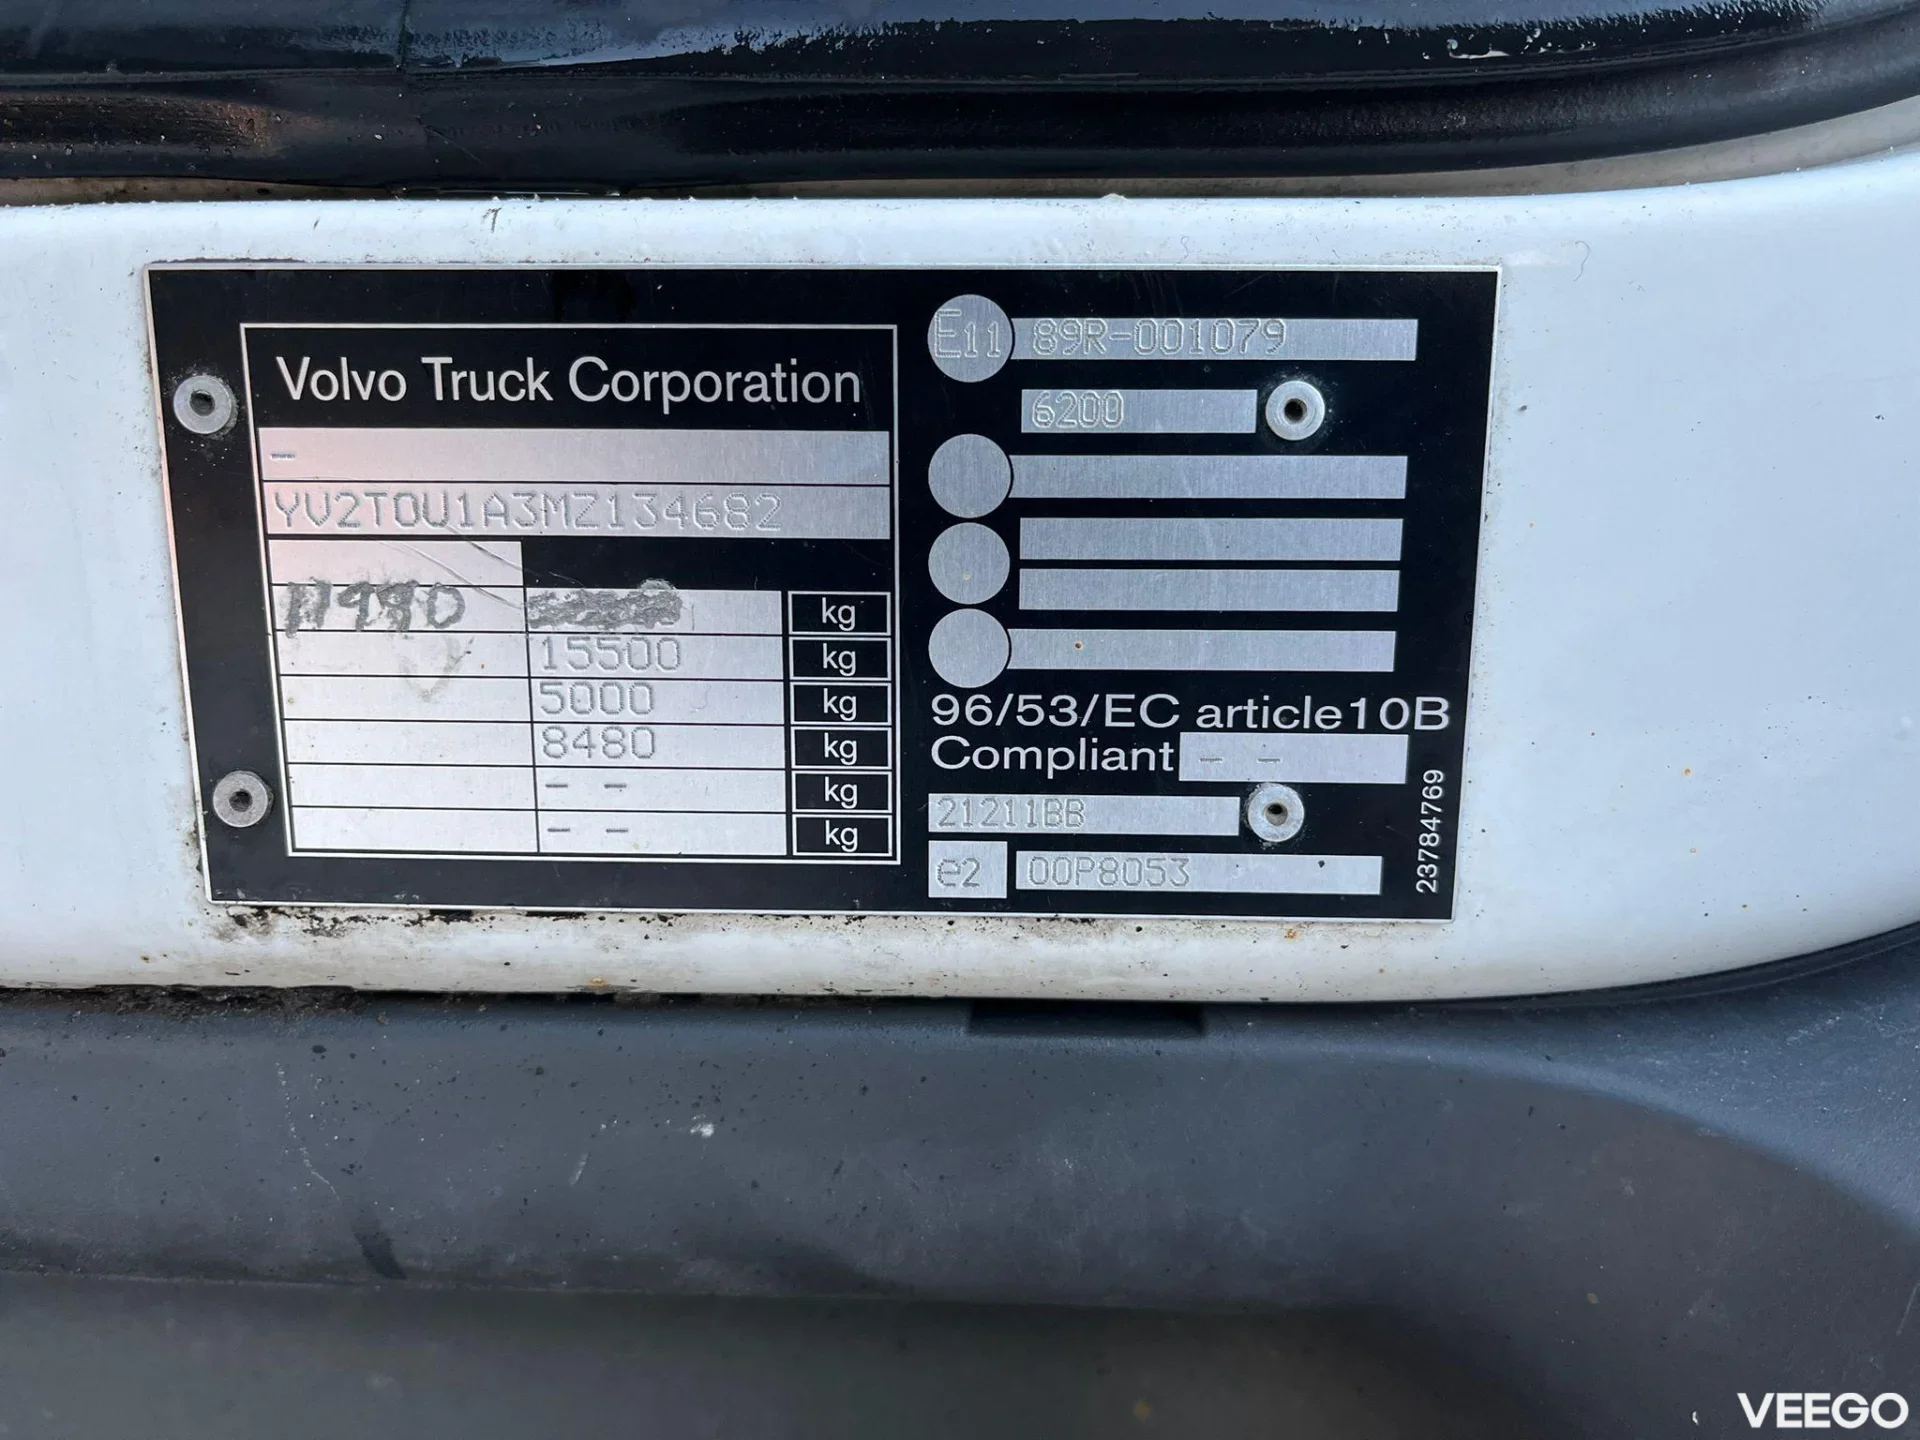 Volvo Truck Corporation
-
YV2T0U1A3MZ134682
11990 kg
15500 kg
5000 kg
8480 kg
- - kg
- - kg
E11 89R-001079
6200
96/53/EC article10B
Compliant - -
21211BB
e2 00P8053
23784769
VEEGO